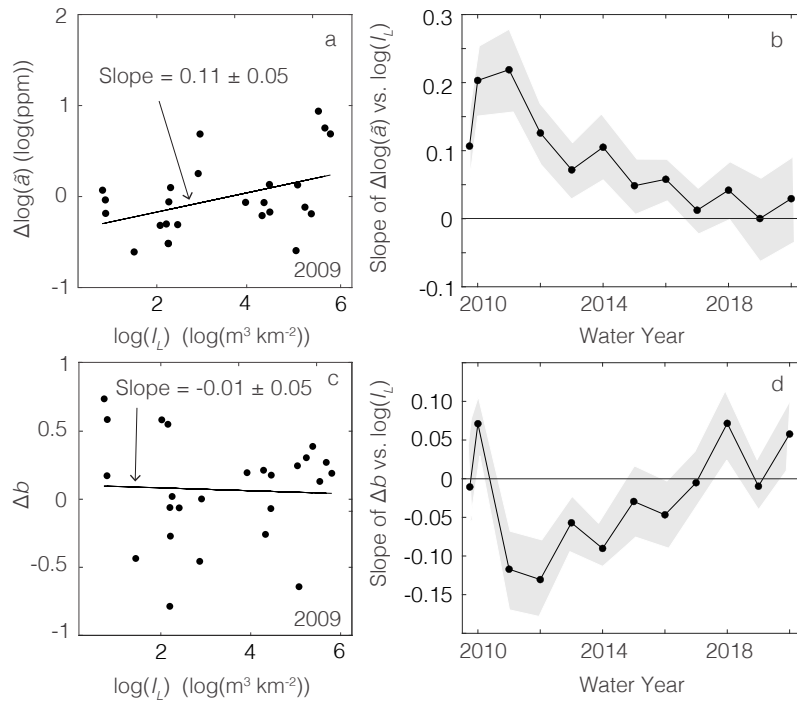 a
Slope = 0.11 ± 0.05
Δlog(ã) (log(ppm))
1
0
-1
2009
2 4 6
log(I_L) (log(m³ km⁻²))
b
Slope of Δlog(ã) vs. log(I_L)
0.3
0.2
0.1
0
-0.1
2010 2014 2018
Water Year
c
Slope = -0.01 ± 0.05
Δb
1
0.5
0
-0.5
-1
2009
2 4 6
log(I_L) (log(m³ km⁻²))
d
Slope of Δb vs. log(I_L)
0.10
0.05
0
-0.05
-0.10
-0.15
2010 2014 2018
Water Year